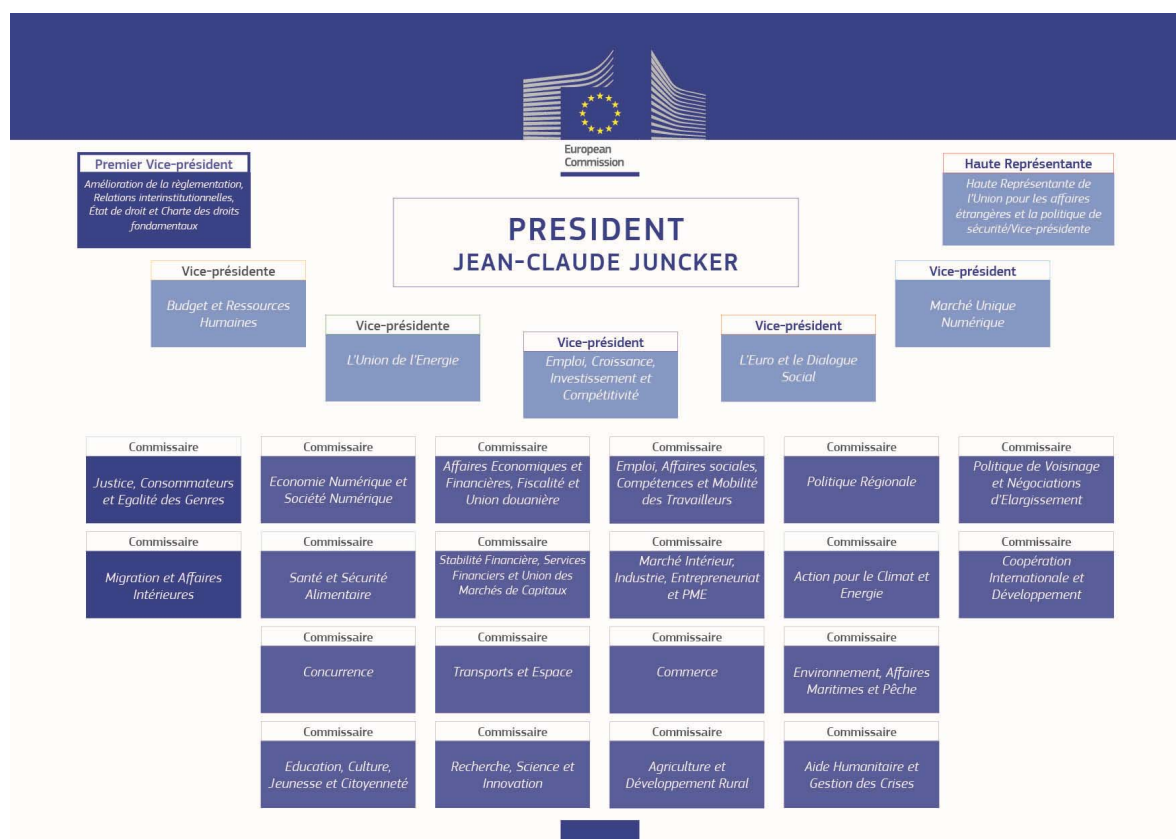 European
Commission
Premier Vice-président
Amélioration de la règlementation,
Relations interinstitutionnelles,
État de droit et Charte des droits
fondamentaux
Haute Représentante
Haute Représentante de
l'Union pour les affaires
étrangères et la politique de
sécurité/Vice-présidente
PRESIDENT
JEAN-CLAUDE JUNCKER
Vice-présidente
Budget et Ressources
Humaines
Vice-présidente
L'Union de l'Energie
Vice-président
Emploi, Croissance,
Investissement et
Compétitivité
Vice-président
L'Euro et le Dialogue
Social
Vice-président
Marché Unique
Numérique
Commissaire
Justice, Consommateurs
et Egalité des Genres
Commissaire
Economie Numérique et
Société Numérique
Commissaire
Affaires Economiques et
Financières, Fiscalité et
Union douanière
Commissaire
Emploi, Affaires sociales,
Compétences et Mobilité
des Travailleurs
Commissaire
Politique Régionale
Commissaire
Politique de Voisinage
et Négociations
d'Elargissement
Commissaire
Migration et Affaires
Intérieures
Commissaire
Santé et Sécurité
Alimentaire
Commissaire
Stabilité Financière, Services
Financiers et Union des
Marchés de Capitaux
Commissaire
Marché Intérieur,
Industrie, Entrepreneuriat
et PME
Commissaire
Action pour le Climat et
Energie
Commissaire
Coopération
Internationale et
Développement
Commissaire
Concurrence
Commissaire
Transports et Espace
Commissaire
Commerce
Commissaire
Environnement, Affaires
Maritimes et Pêche
Commissaire
Education, Culture,
Jeunesse et Citoyenneté
Commissaire
Recherche, Science et
Innovation
Commissaire
Agriculture et
Développement Rural
Commissaire
Aide Humanitaire et
Gestion des Crises